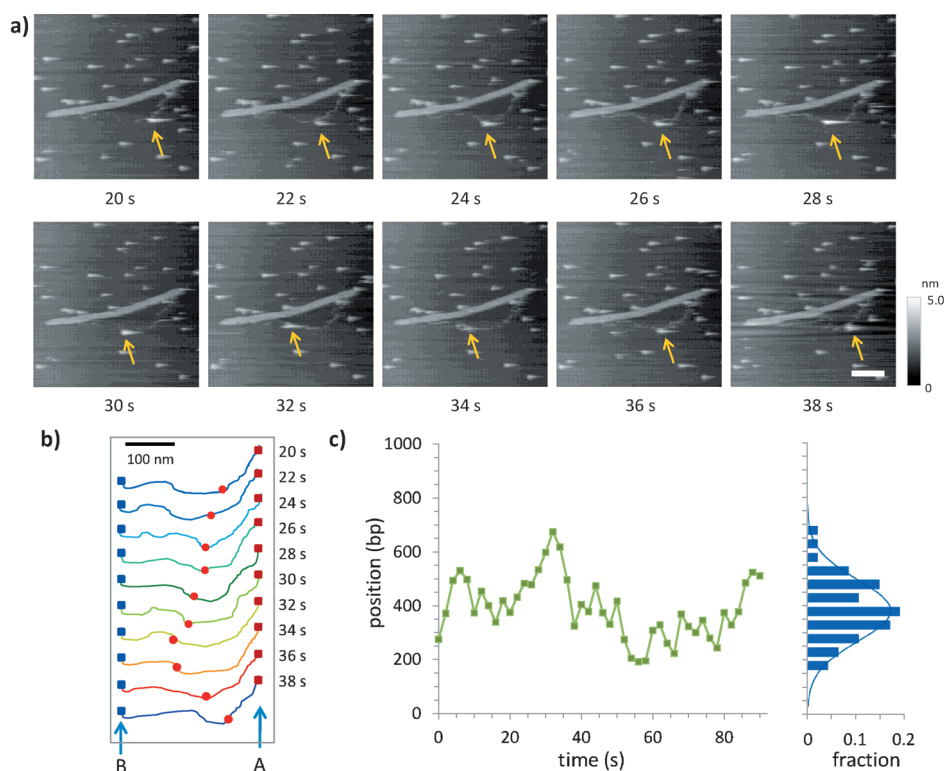 a)
20 s 22 s 24 s 26 s 28 s
nm
5.0
0
30 s 32 s 34 s 36 s 38 s
b)
100 nm
20 s
22 s
24 s
26 s
28 s
30 s
32 s
34 s
36 s
38 s
B A
c)
1000
800
600
400
200
0
position (bp)
0 20 40 60 80
time (s)
0 0.1 0.2
fraction